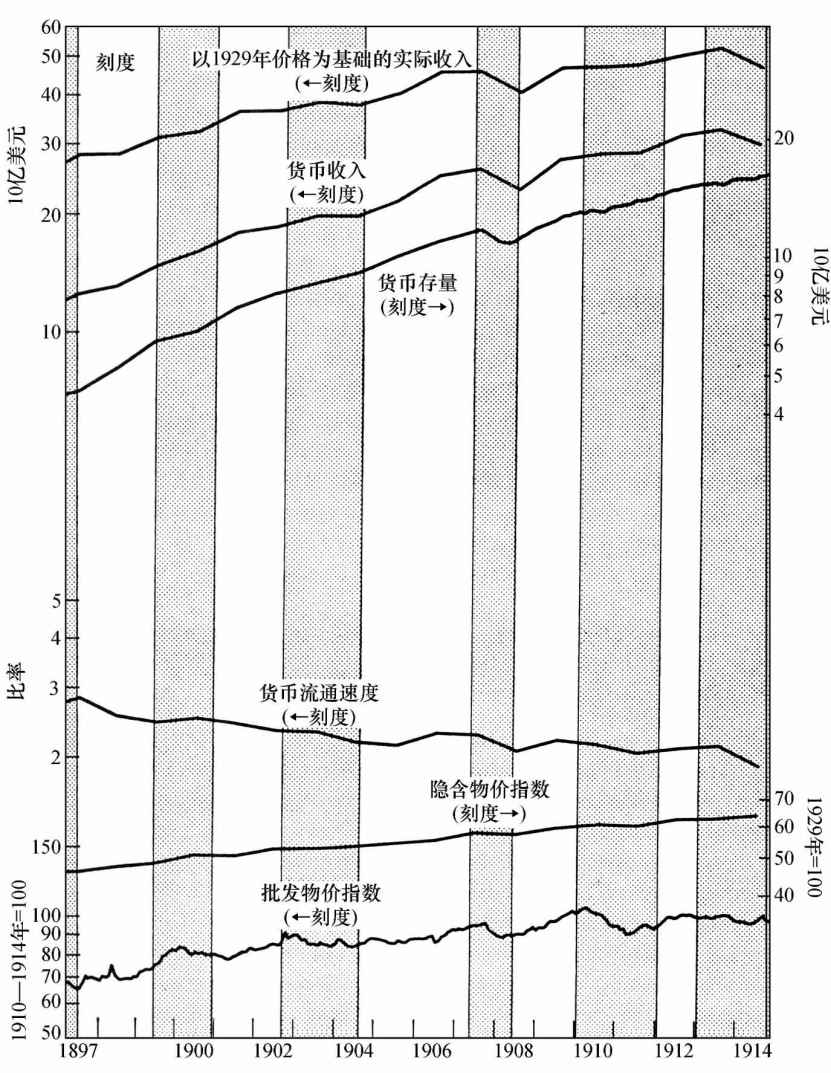 60
50
40
30
20
10
刻度
10亿美元
以1929年价格为基础的实际收入
(←刻度)
货币收入
(←刻度)
货币存量
(刻度→)
20
10
9
8
7
6
5
4
10亿美元
5
4
3
2
比率
货币流通速度
(←刻度)
隐含物价指数
(刻度→)
70
60
50
40
1929年=100
批发物价指数
(←刻度)
150
100
90
80
70
60
50
1910—1914年=100
1897 1900 1902 1904 1906 1908 1910 1912 1914